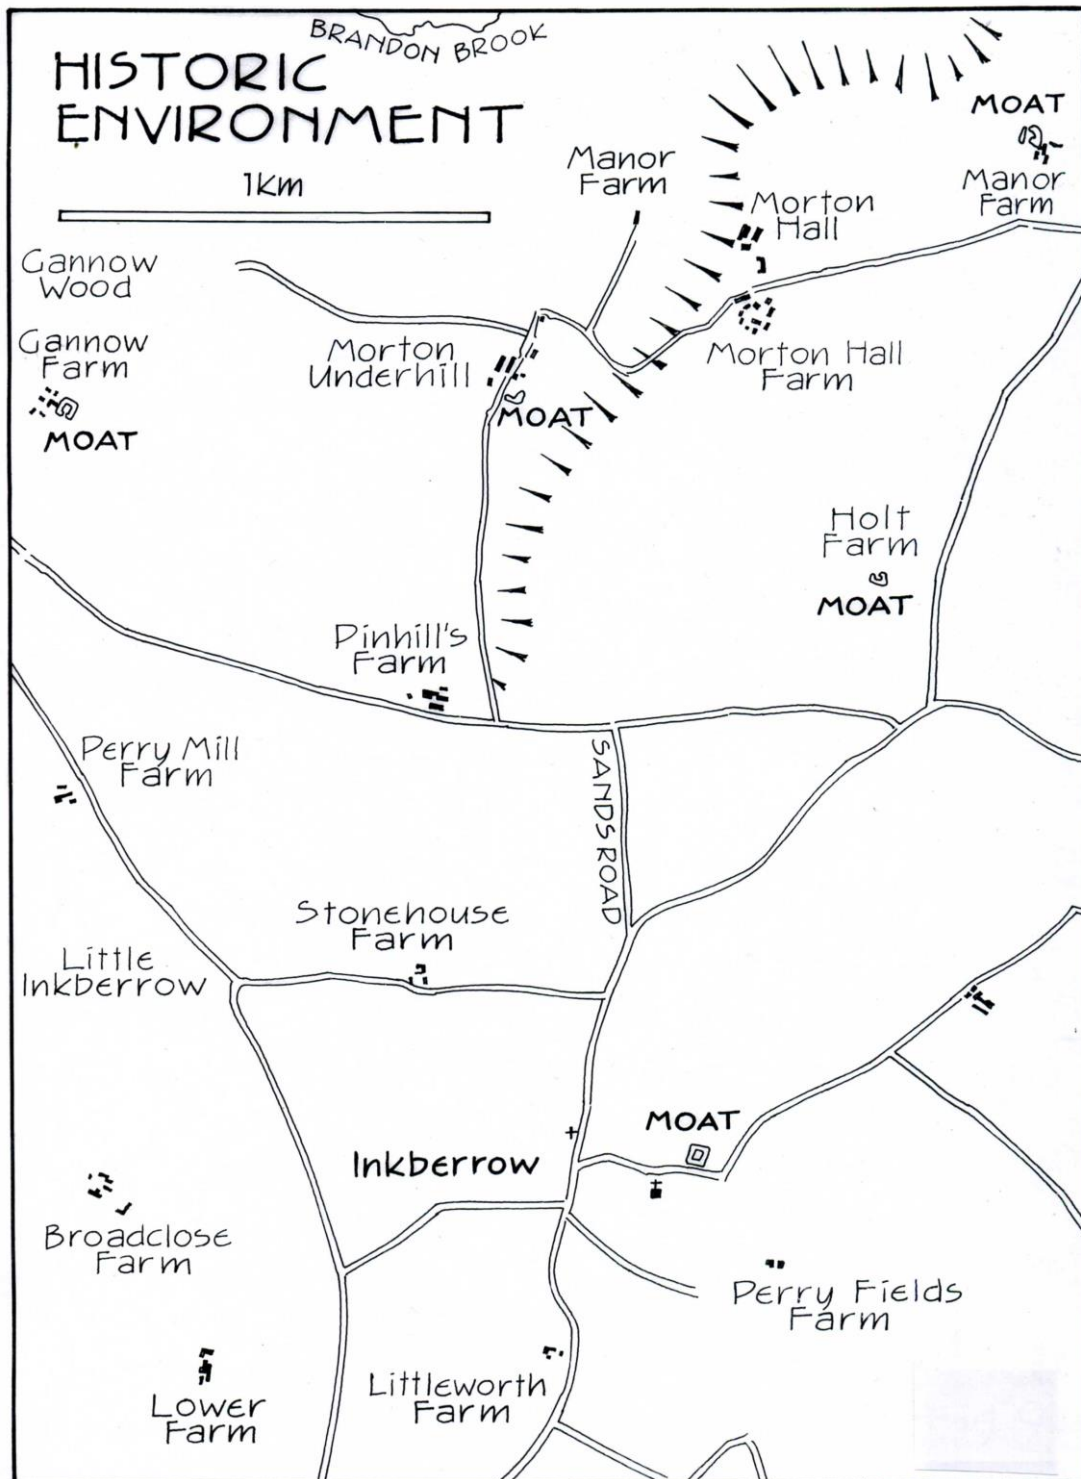 BRANDON BROOK
HISTORIC
ENVIRONMENT
1Km
MOAT
Manor
Farm
Manor
Farm
Morton
Hall
Gannow
Wood
Gannow
Farm
MOAT
Morton
Underhill
MOAT
Morton Hall
Farm
Holt
Farm
MOAT
Pinhill's
Farm
Perry Mill
Farm
SANDS ROAD
Stonehouse
Farm
Little
Inkberrow
MOAT
Inkberrow
Broadclose
Farm
Perry Fields
Farm
Littleworth
Farm
Lower
Farm